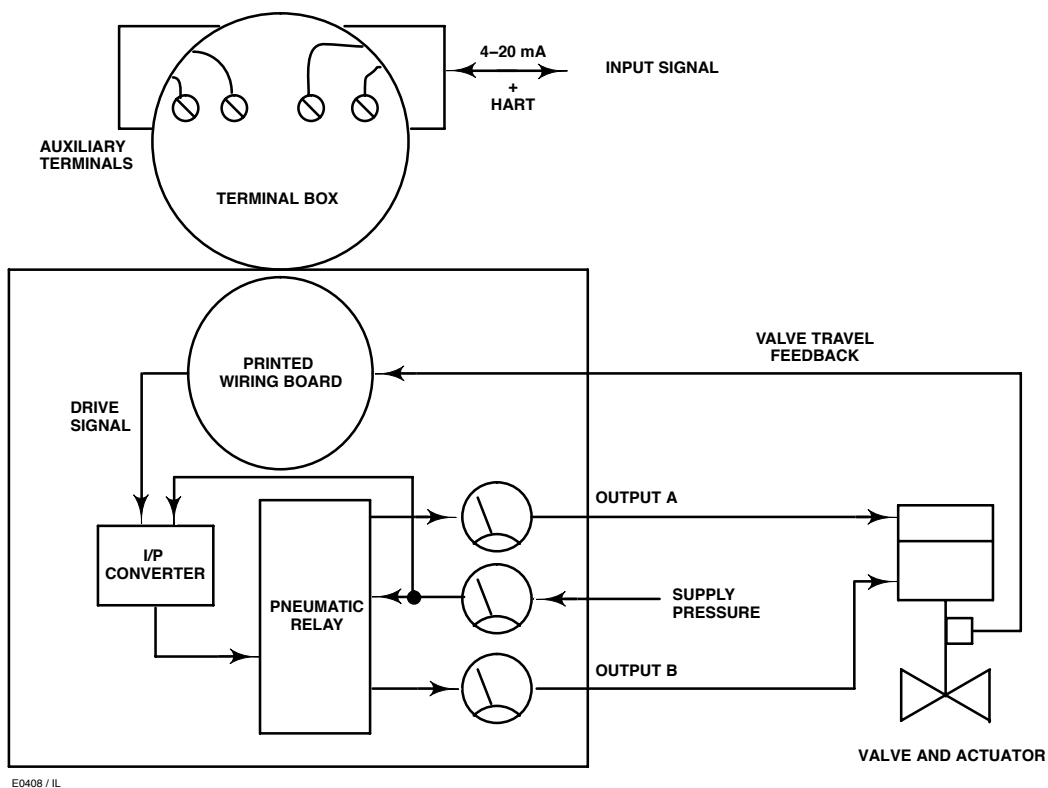 4–20 mA
+
HART
INPUT SIGNAL
AUXILIARY
TERMINALS
TERMINAL BOX
VALVE TRAVEL
FEEDBACK
PRINTED
WIRING BOARD
DRIVE
SIGNAL
OUTPUT A
I/P
CONVERTER
PNEUMATIC
RELAY
SUPPLY
PRESSURE
OUTPUT B
VALVE AND ACTUATOR
E0408 / IL